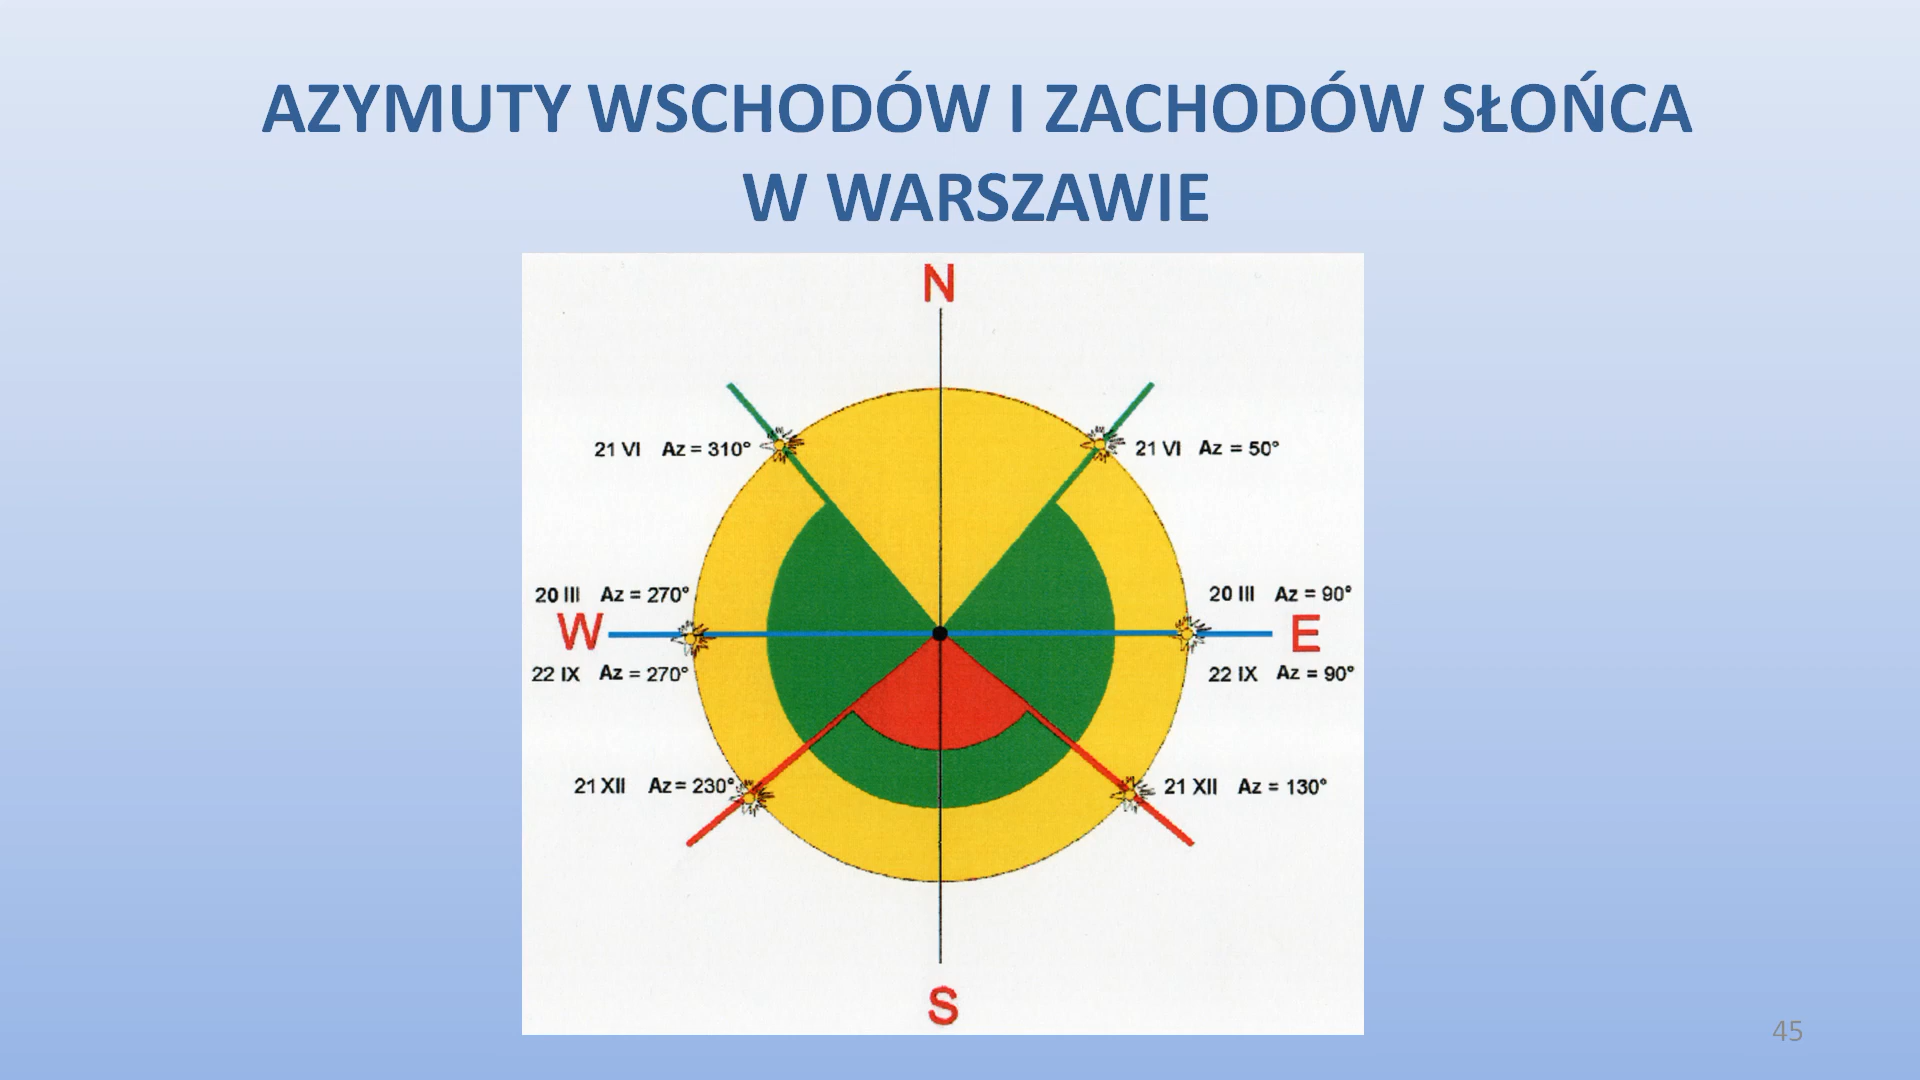 AZYMUTY WSCHODÓW I ZACHODÓW SŁOŃCA
W WARSZAWIE
N
21 VI Az = 310°
21 VI Az = 50°
20 III Az = 270°
20 III Az = 90°
W
E
22 IX Az = 270°
22 IX Az = 90°
21 XII Az = 230°
21 XII Az = 130°
S
45